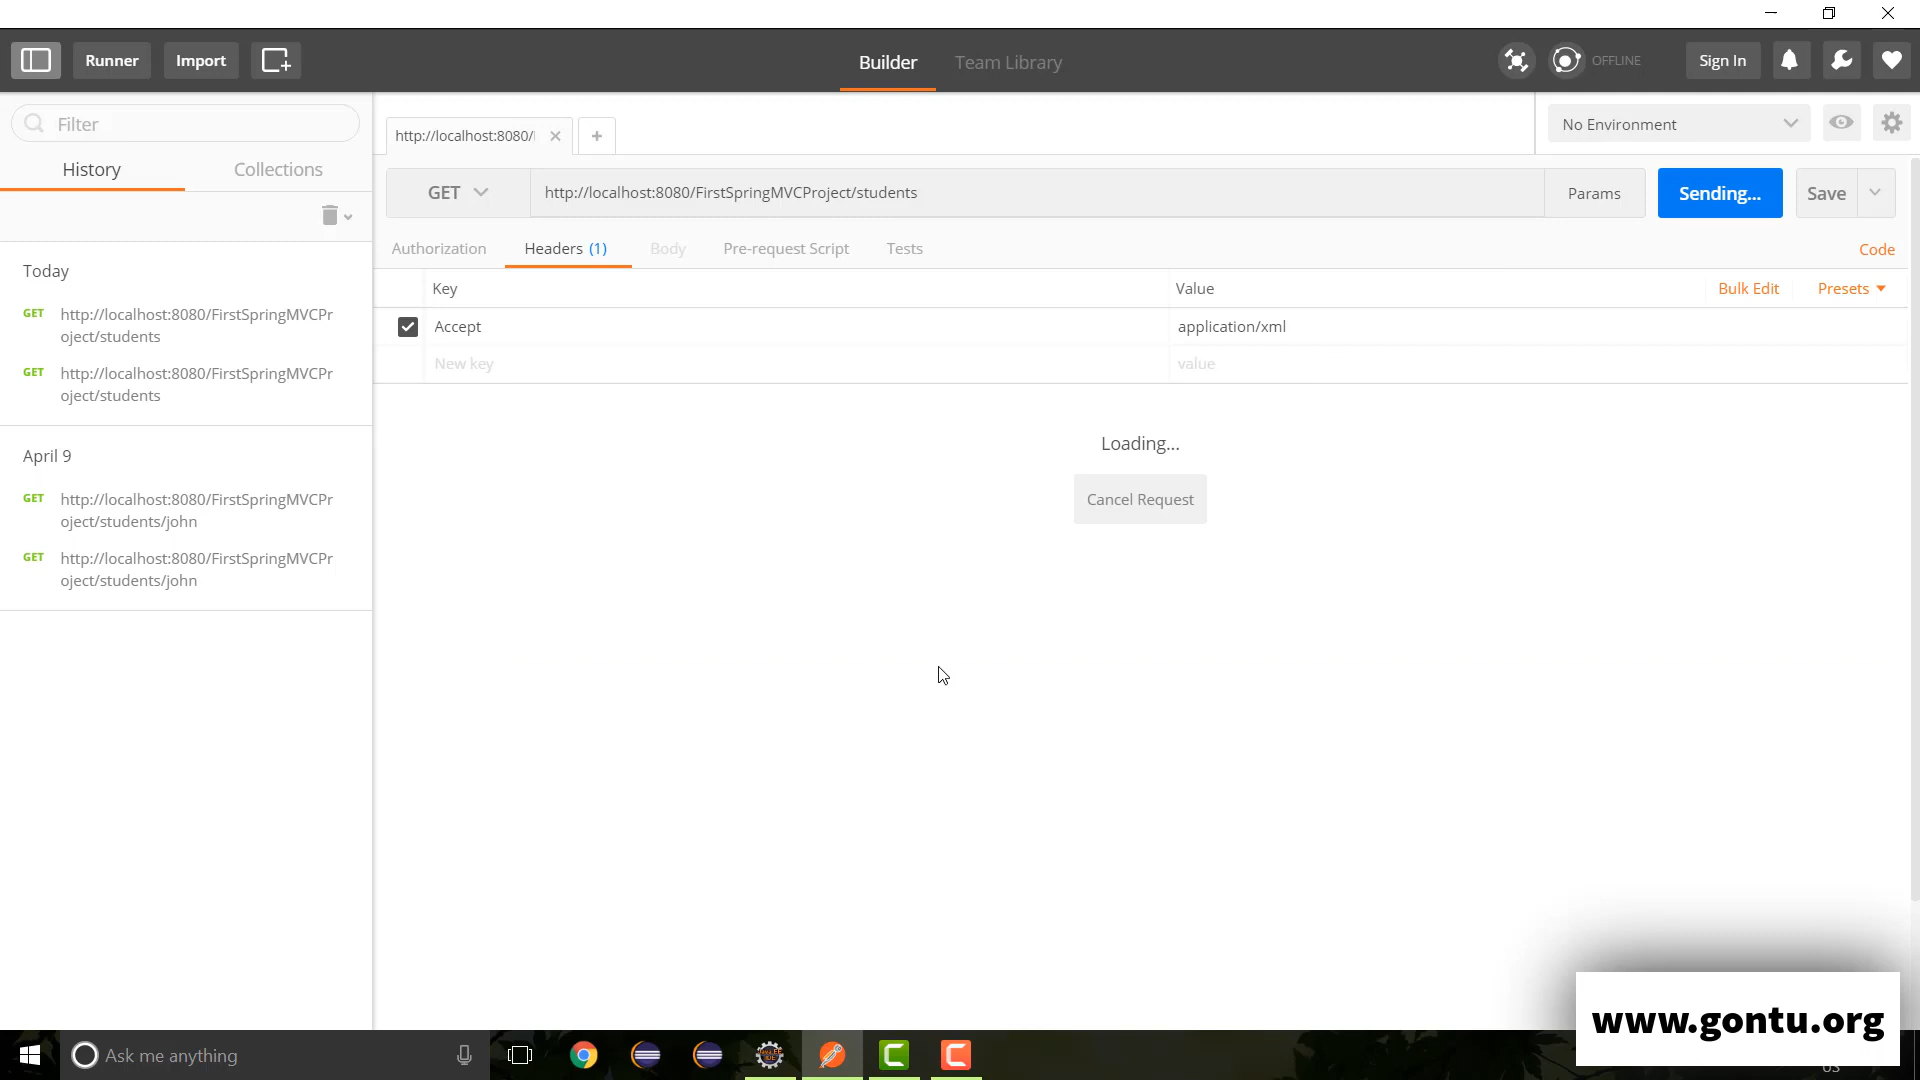 Runner
Import
Builder
Team Library
OFFLINE
Sign In
Filter
History
Collections
Today
GET http://localhost:8080/FirstSpringMVCPr
oject/students
GET http://localhost:8080/FirstSpringMVCPr
oject/students
April 9
GET http://localhost:8080/FirstSpringMVCPr
oject/students/john
GET http://localhost:8080/FirstSpringMVCPr
oject/students/john
http://localhost:8080/
No Environment
GET
http://localhost:8080/FirstSpringMVCProject/students
Params
Sending...
Save
Authorization
Headers (1)
Body
Pre-request Script
Tests
Code
Key
Value
Bulk Edit
Presets
Accept
application/xml
New key
value
Loading...
Cancel Request
www.gontu.org
Ask me anything